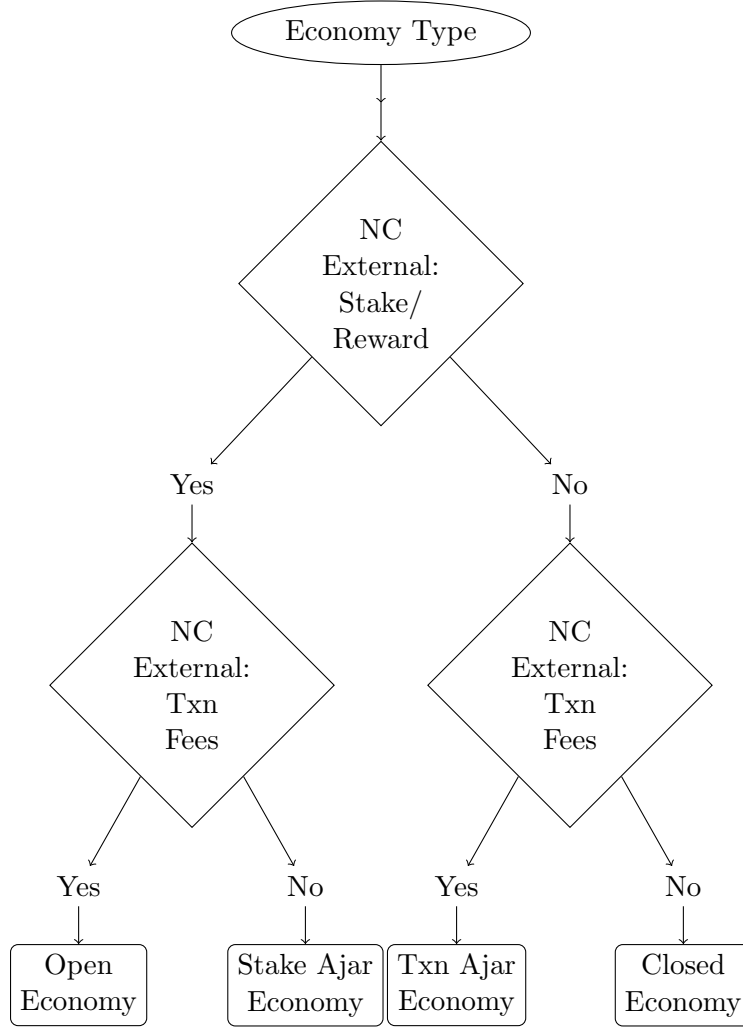 Economy Type
NC
External:
Stake/
Reward
Yes
No
NC
External:
Txn
Fees
NC
External:
Txn
Fees
Yes
No
Yes
No
Open
Economy
Stake Ajar
Economy
Txn Ajar
Economy
Closed
Economy